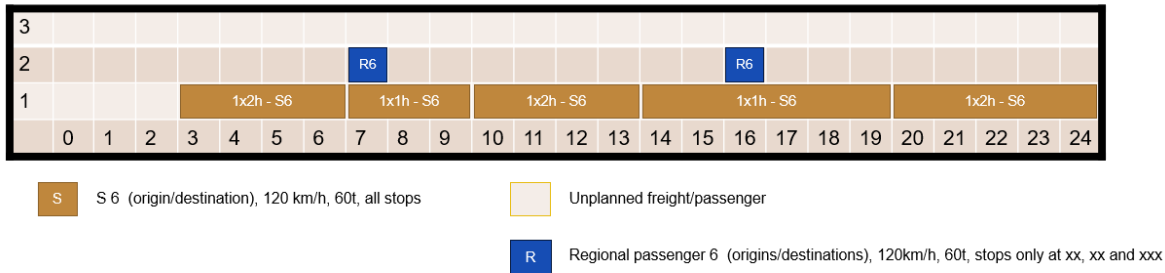 3
2 R6 R6
1 1x2h - S6 1x1h - S6 1x2h - S6 1x1h - S6 1x2h - S6
0 1 2 3 4 5 6 7 8 9 10 11 12 13 14 15 16 17 18 19 20 21 22 23 24
S S 6 (origin/destination), 120 km/h, 60t, all stops Unplanned freight/passenger
R Regional passenger 6 (origins/destinations), 120km/h, 60t, stops only at xx, xx and xxx